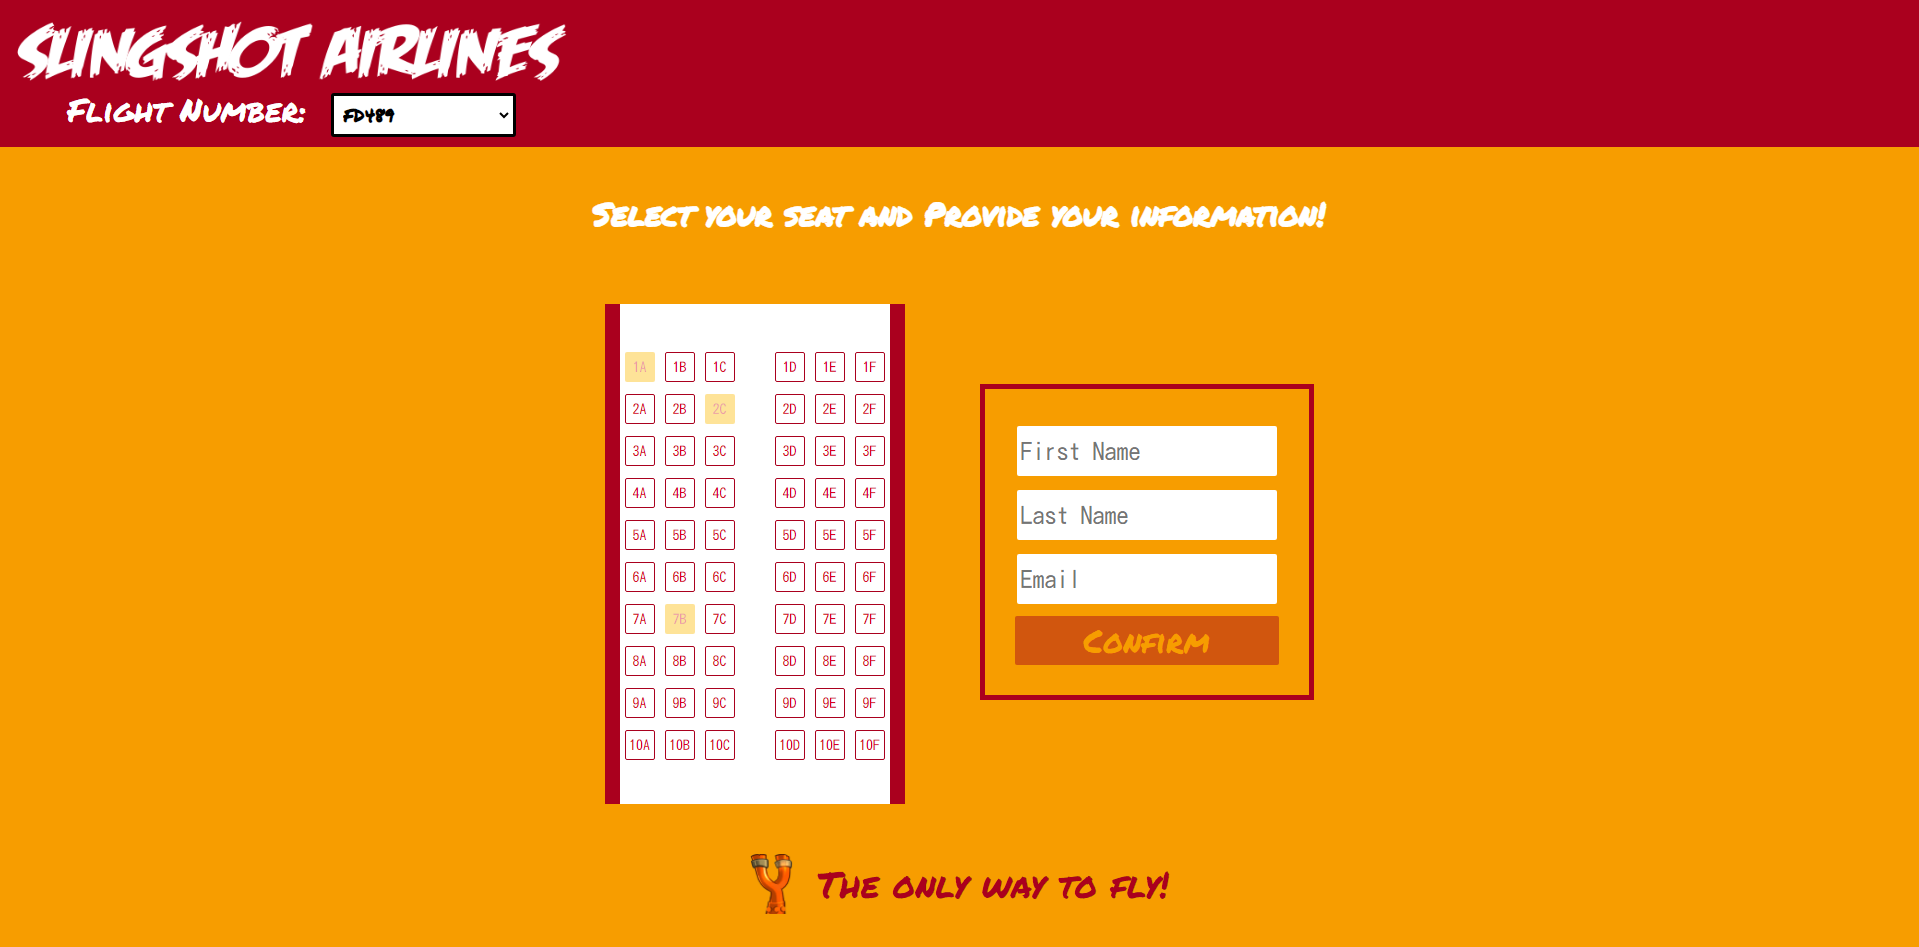 SLINGSHOT AIRLINES
Flight Number: FD489
Select your seat and Provide your information!
1A 1B 1C 1D 1E 1F
2A 2B 2C 2D 2E 2F
3A 3B 3C 3D 3E 3F
4A 4B 4C 4D 4E 4F
5A 5B 5C 5D 5E 5F
6A 6B 6C 6D 6E 6F
7A 7B 7C 7D 7E 7F
8A 8B 8C 8D 8E 8F
9A 9B 9C 9D 9E 9F
10A 10B 10C 10D 10E 10F
First Name
Last Name
Email
Confirm
The only way to fly!